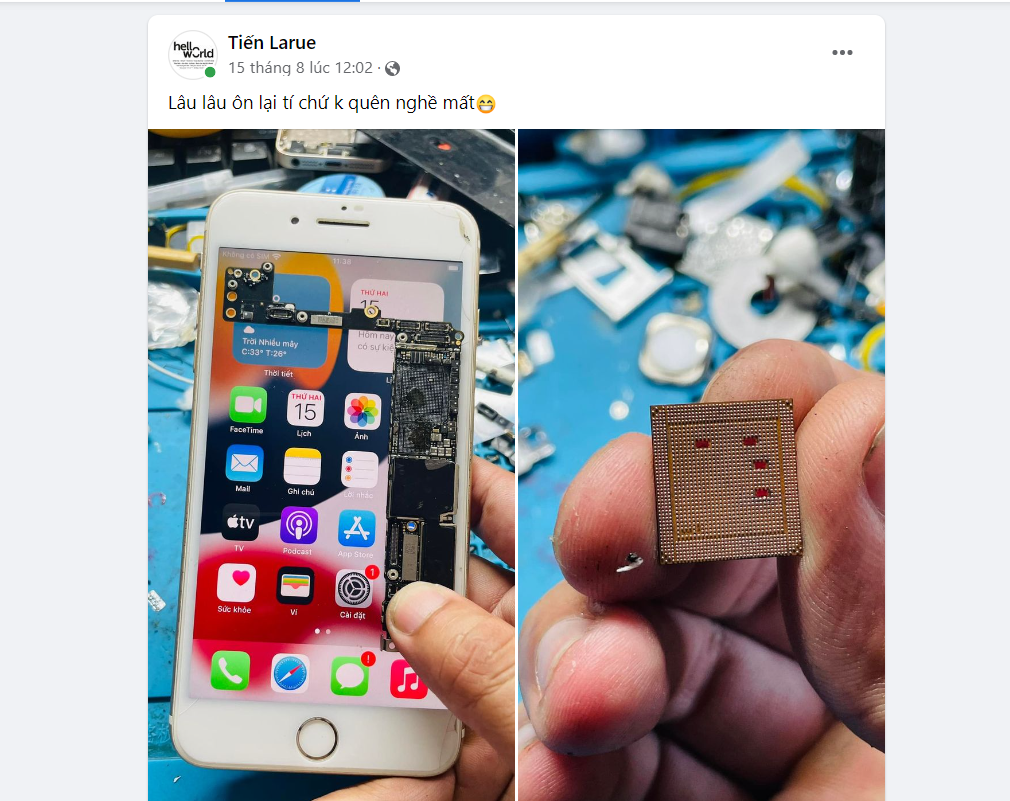 hello
world
Tiến Larue
15 tháng 8 lúc 12:02 ·
Lâu lâu ôn lại tí chứ k quên nghề mất😁
Không có SIM
11:38
THỨ HAI
15
Hôm nay
có sự kiệ
Trời Nhiều mây
C:33° T:26°
Thời tiết
THỨ HAI
15
FaceTime
Lịch
Ảnh
Mail
Ghi chú
Lời nhắc
tv
TV
Podcast
App Store
1
Sức khỏe
Ví
Cài đặt
!